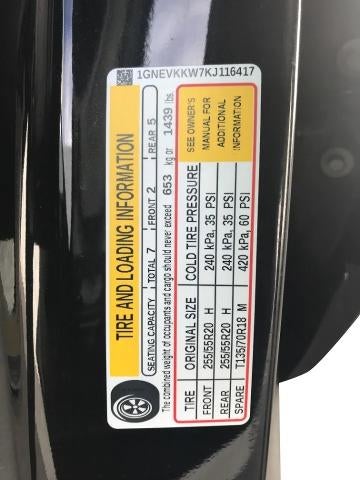 1GNEVKKW7KJ116417
TIRE AND LOADING INFORMATION
SEATING CAPACITY TOTAL 7 FRONT 2 REAR 5
The combined weight of occupants and cargo should never exceed 653 kg or 1439 lbs.
TIRE ORIGINAL SIZE COLD TIRE PRESSURE SEE OWNER'S
FRONT 255/55R20 H 240 kPa, 35 PSI MANUAL FOR
REAR 255/55R20 H 240 kPa, 35 PSI ADDITIONAL
SPARE T135/70R18 M 420 kPa, 60 PSI INFORMATION